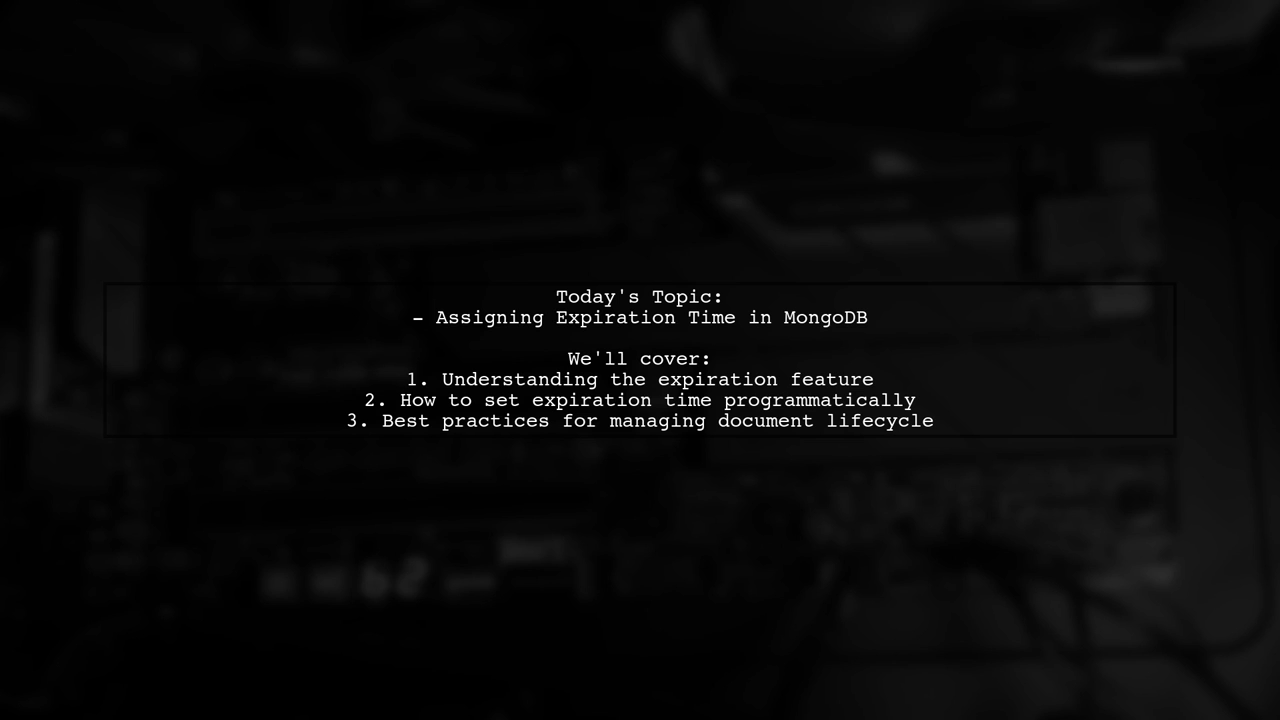 Today's Topic:
- Assigning Expiration Time in MongoDB
We'll cover:
1. Understanding the expiration feature
2. How to set expiration time programmatically
3. Best practices for managing document lifecycle